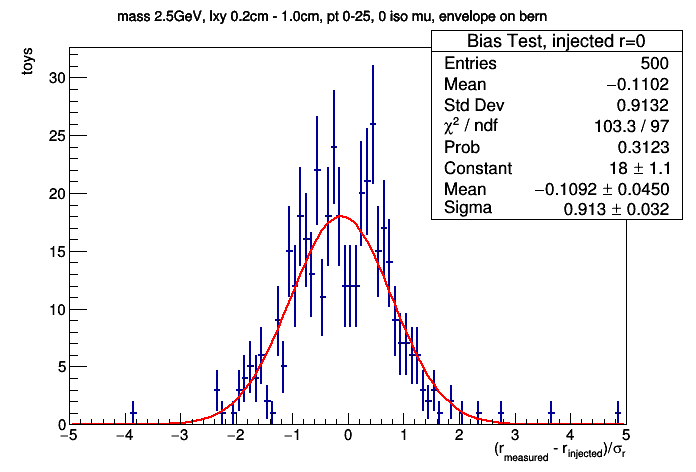 mass 2.5GeV, lxy 0.2cm - 1.0cm, pt 0-25, 0 iso mu, envelope on bern
Bias Test, injected r=0
Entries 500
Mean −0.1102
Std Dev 0.9132
χ² / ndf 103.3 / 97
Prob 0.3123
Constant 18 ± 1.1
Mean −0.1092 ± 0.0450
Sigma 0.913 ± 0.032
toys
30
25
20
15
10
5
0
−5 −4 −3 −2 −1 0 1 2 3 4 5
(r_measured - r_injected)/σ_r